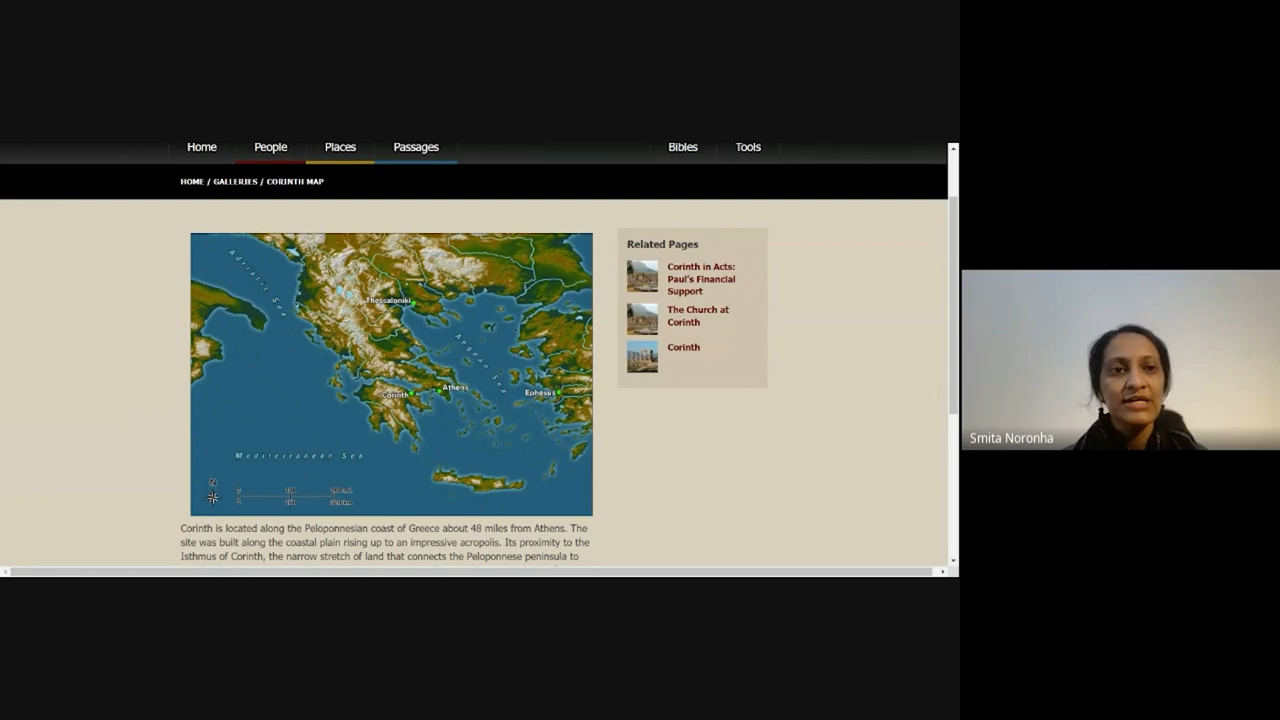 Home People Places Passages Bibles Tools
HOME / GALLERIES / CORINTH MAP
Adriatic Sea
Thessaloniki
Aegean Sea
Athens
Corinth
Ephesus
Mediterranean Sea
N
Related Pages
Corinth in Acts:
Paul's Financial
Support
The Church at
Corinth
Corinth
Corinth is located along the Peloponnesian coast of Greece about 48 miles from Athens. The
site was built along the coastal plain rising up to an impressive acropolis. Its proximity to the
Isthmus of Corinth, the narrow stretch of land that connects the Peloponnese peninsula to
Smita Noronha